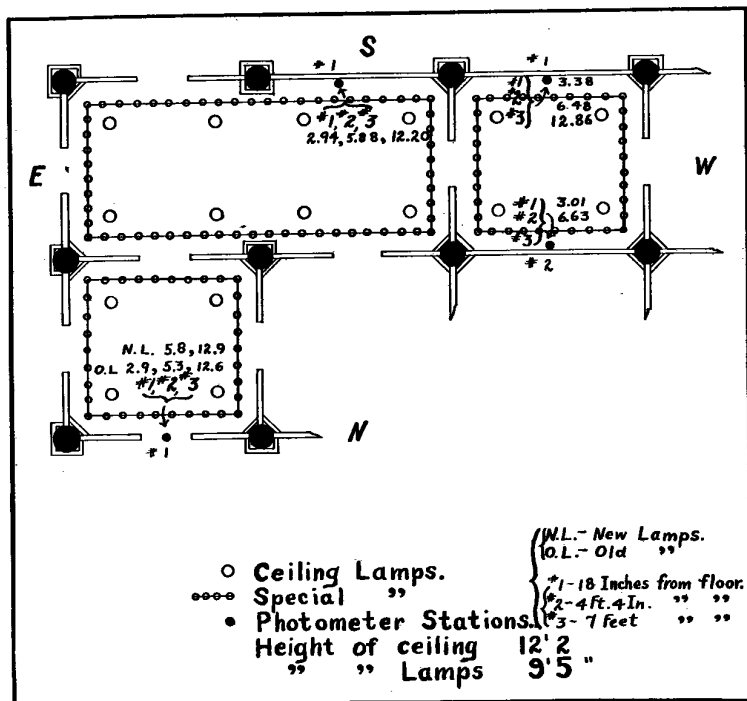 S
#1
#1
#1, #2, #3
2.94, 5.88, 12.20
#1 3.38
#2 6.48
#3 12.86
E
W
#1 3.01
#2 6.63
#3
#2
N.L. 5.8, 12.9
O.L 2.9, 5.3, 12.6
#1, #2, #3
#1
N
N.L.- New Lamps.
O.L.- Old „
Ceiling Lamps.
#1-18 Inches from floor.
Special „
#2-4 Ft. 4 In. „ „
Photometer Stations.
#3- 7 Feet „ „
Height of ceiling 12' 2
„ „ Lamps 9' 5 "